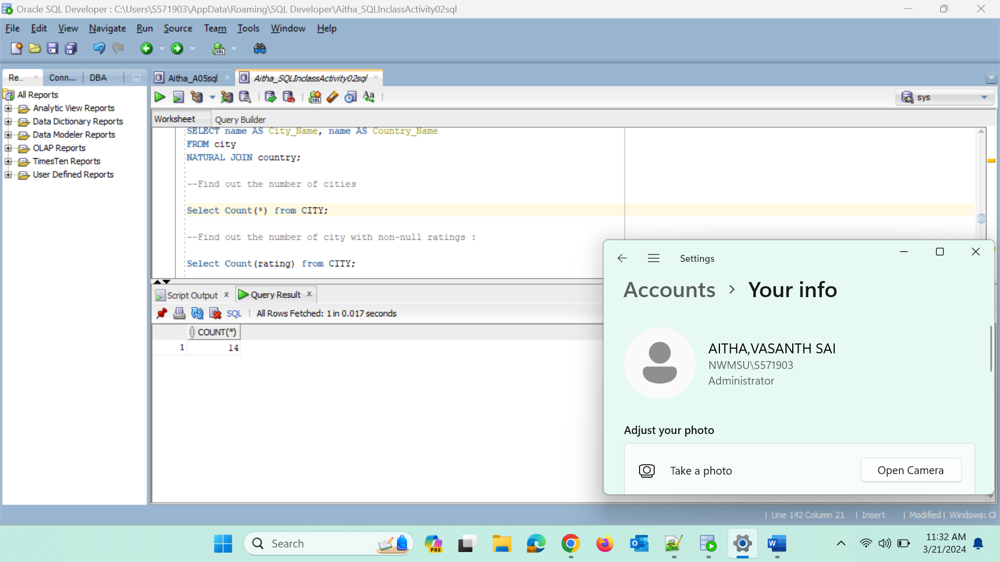 Oracle SQL Developer : C:\Users\S571903\AppData\Roaming\SQL Developer\Aitha_SQLInclassActivity02sql
File Edit View Navigate Run Source Team Tools Window Help
SQL
Re.. Conn... DBA
Aitha_A05sql Aitha_SQLInclassActivity02sql
All Reports
Analytic View Reports
Data Dictionary Reports
Data Modeler Reports
OLAP Reports
TimesTen Reports
User Defined Reports
SQL Aa sys
Worksheet Query Builder
SELECT name AS City_Name, name AS Country_Name
FROM city
NATURAL JOIN country;
--Find out the number of cities
Select Count(*) from CITY;
--Find out the number of city with non-null ratings :
Select Count(rating) from CITY;
Script Output x Query Result x
SQL | All Rows Fetched: 1 in 0.017 seconds
COUNT(*)
1 14
Settings
Accounts > Your info
AITHA,VASANTH SAI
NWMSU\S571903
Administrator
Adjust your photo
Take a photo Open Camera
| Line 142 Column 21 | Insert | Modified | Windows: CF
Search PRE
11:32 AM
3/21/2024